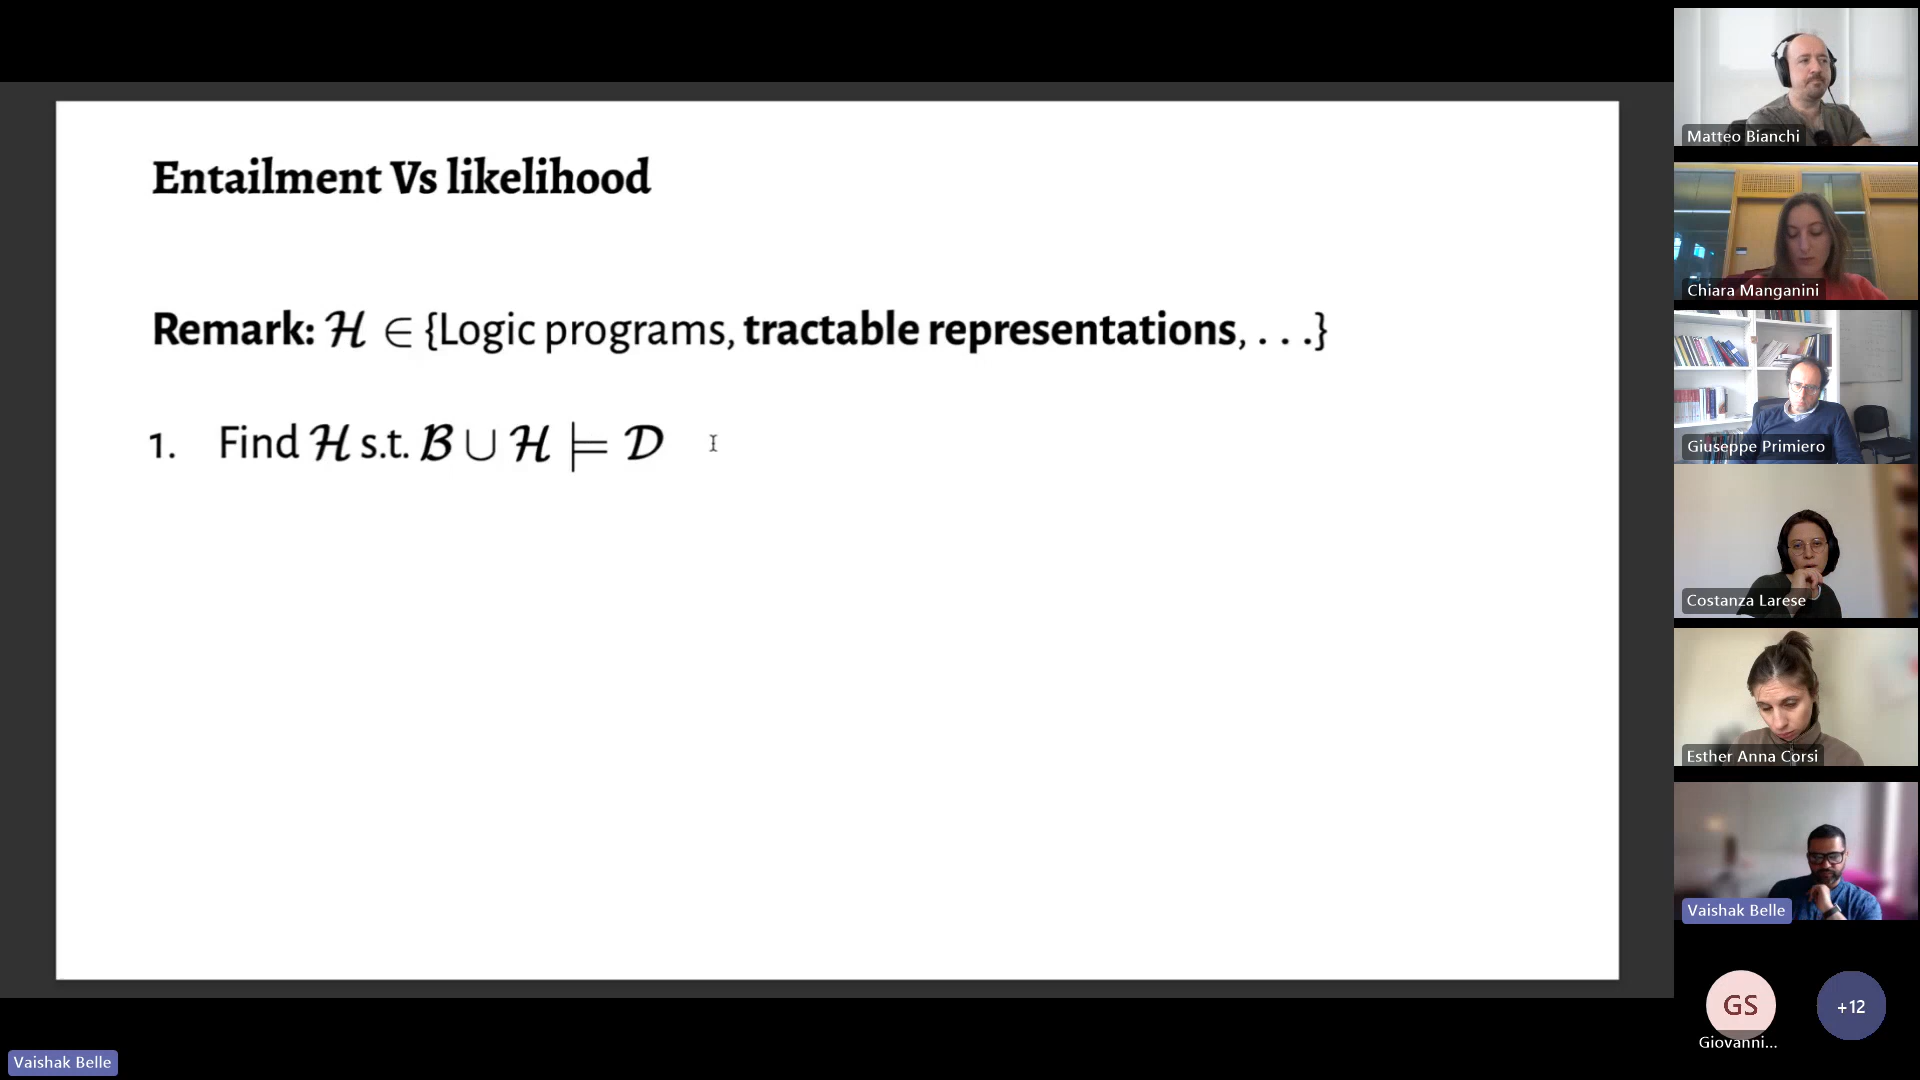 Entailment Vs likelihood
Remark: ℋ ∈ {Logic programs, tractable representations, . . .}
1. Find ℋ s.t. ℬ ∪ ℋ ⊨ 𝒟
Matteo Bianchi
Chiara Manganini
Giuseppe Primiero
Costanza Larese
Esther Anna Corsi
Vaishak Belle
GS
+12
Giovanni...
Vaishak Belle